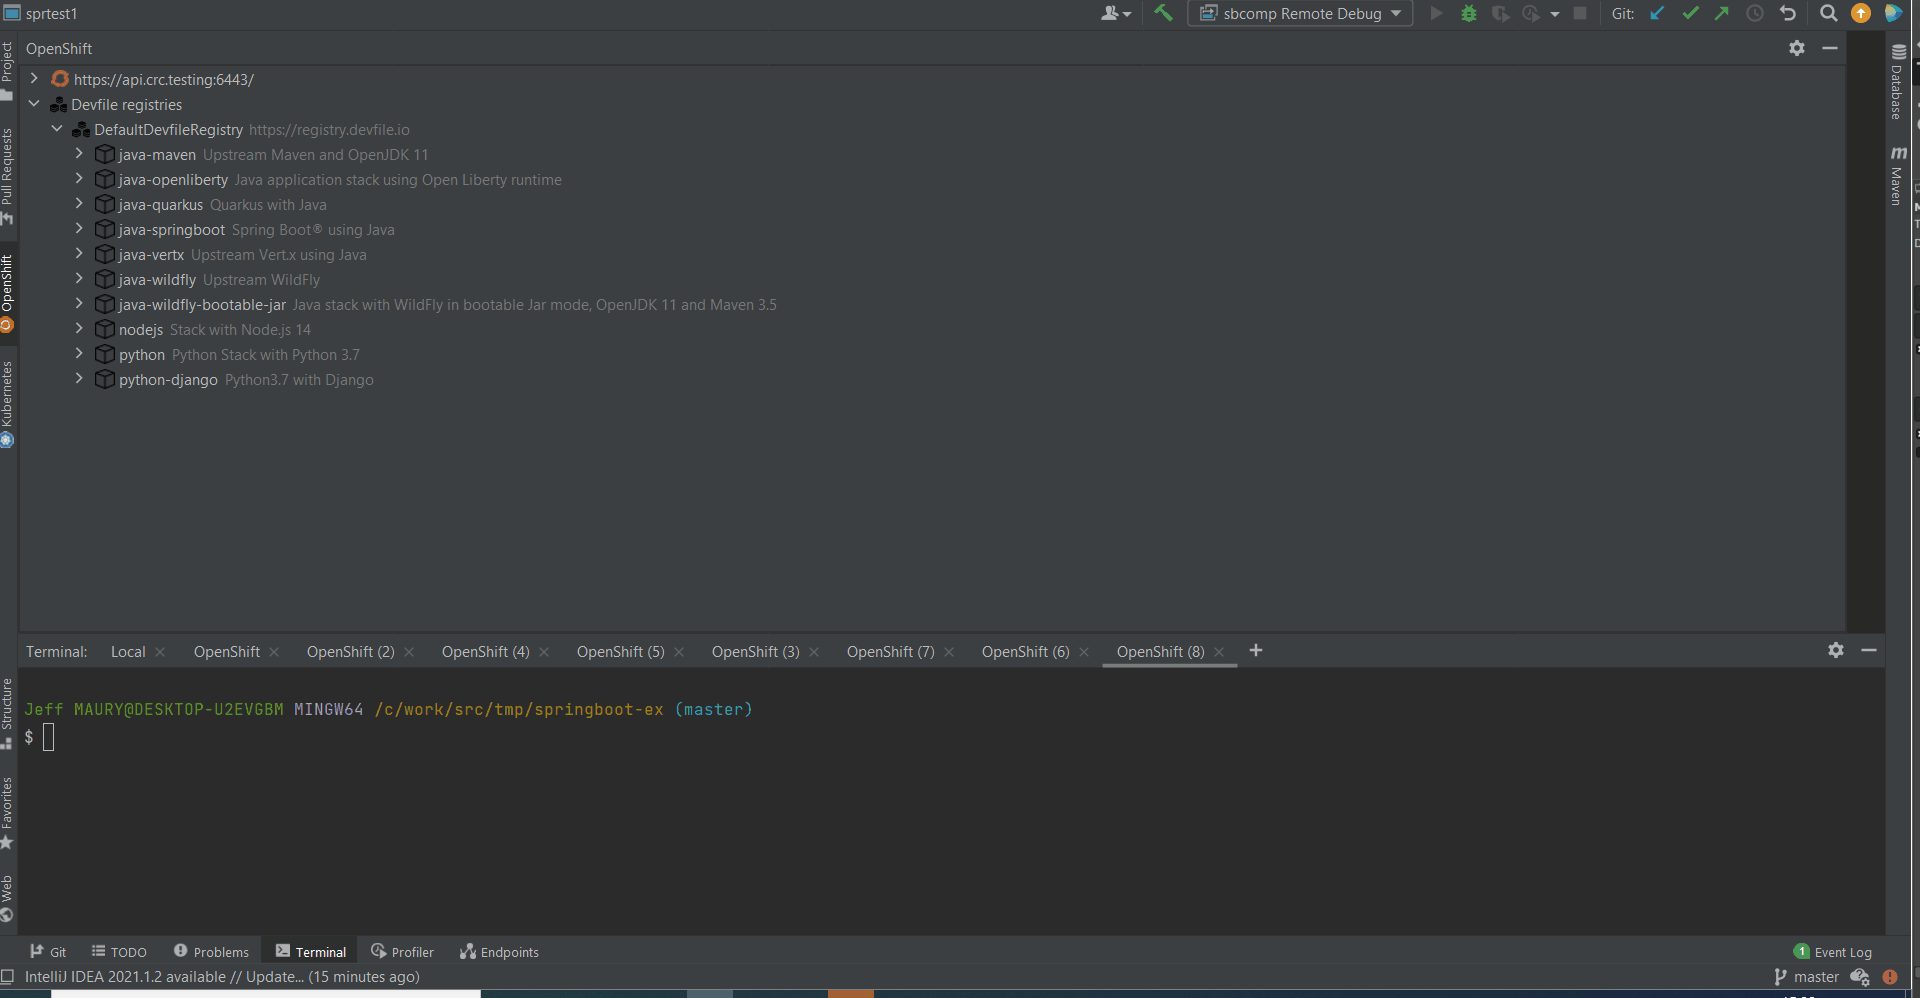 sprtest1
sbcomp Remote Debug
Git:
OpenShift
https://api.crc.testing:6443/
Devfile registries
DefaultDevfileRegistry https://registry.devfile.io
java-maven Upstream Maven and OpenJDK 11
java-openliberty Java application stack using Open Liberty runtime
java-quarkus Quarkus with Java
java-springboot Spring Boot® using Java
java-vertx Upstream Vert.x using Java
java-wildfly Upstream WildFly
java-wildfly-bootable-jar Java stack with WildFly in bootable Jar mode, OpenJDK 11 and Maven 3.5
nodejs Stack with Node.js 14
python Python Stack with Python 3.7
python-django Python3.7 with Django
Project
Pull Requests
OpenShift
Kubernetes
Structure
Favorites
Web
Database
m
Maven
Terminal: Local OpenShift OpenShift (2) OpenShift (4) OpenShift (5) OpenShift (3) OpenShift (7) OpenShift (6) OpenShift (8)
Jeff MAURY@DESKTOP-U2EVGBM MINGW64 /c/work/src/tmp/springboot-ex (master)
$
Git TODO Problems Terminal Profiler Endpoints
1 Event Log
IntelliJ IDEA 2021.1.2 available // Update... (15 minutes ago)
master